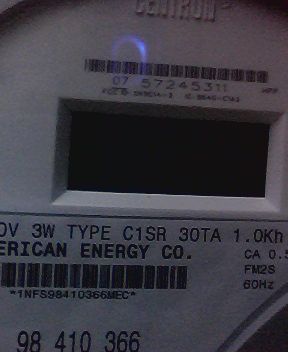 CENTRON
07 57245311
0V 3W TYPE C1SR 30TA 1.0Kh
ERICAN ENERGY CO.
CA 0.5
FM2S
60Hz
*1NFS98410366MEC*
98 410 366